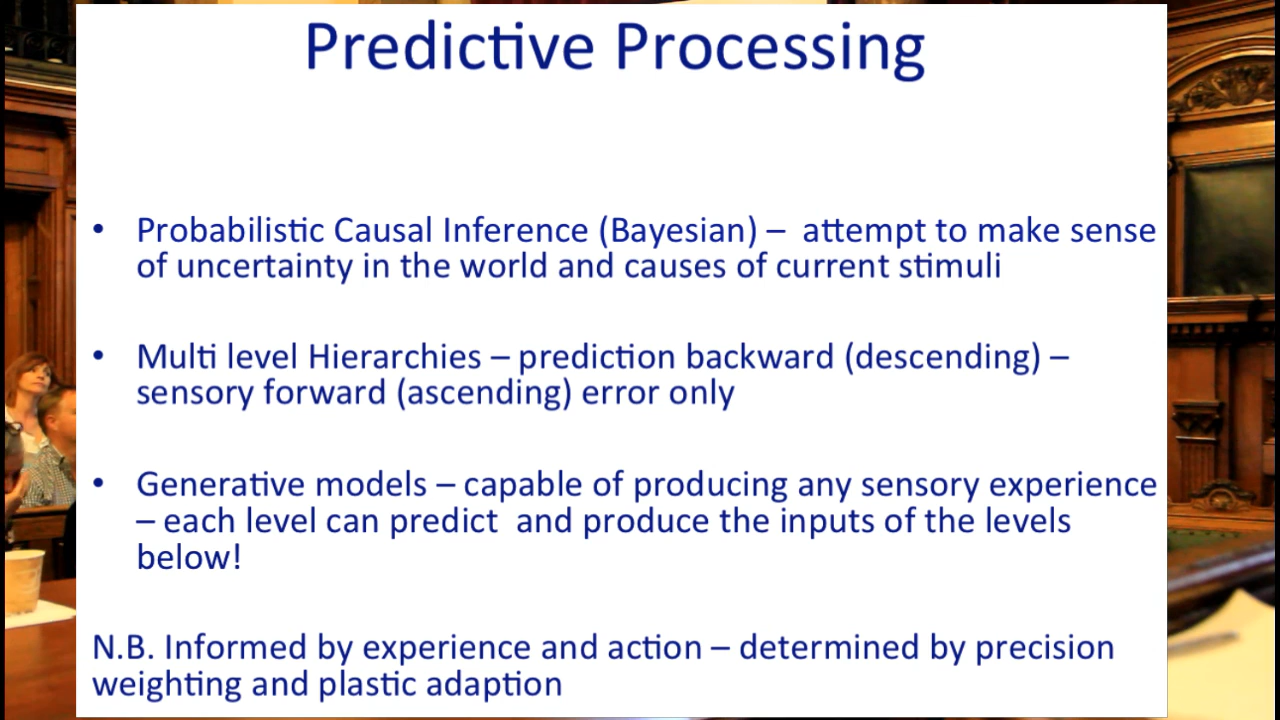 Predictive Processing
• Probabilistic Causal Inference (Bayesian) –  attempt to make sense
of uncertainty in the world and causes of current stimuli
• Multi level Hierarchies – prediction backward (descending) –
sensory forward (ascending) error only
• Generative models – capable of producing any sensory experience
– each level can predict  and produce the inputs of the levels
below!
N.B. Informed by experience and action – determined by precision
weighting and plastic adaption